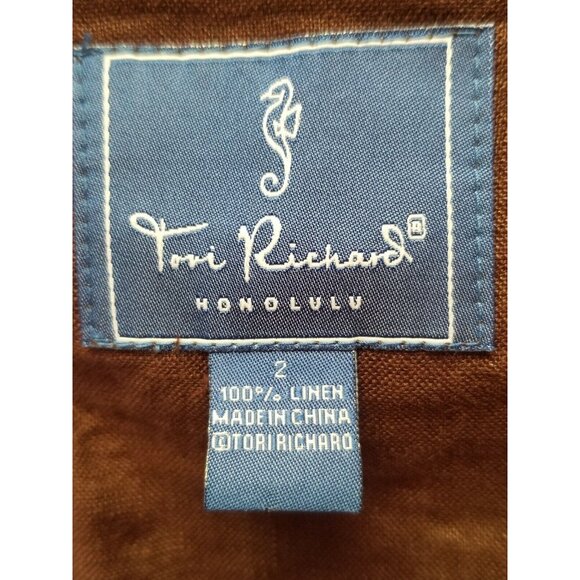 Tori Richard®
HONOLULU
2
100% LINEN
MADE IN CHINA
©TORI RICHARD